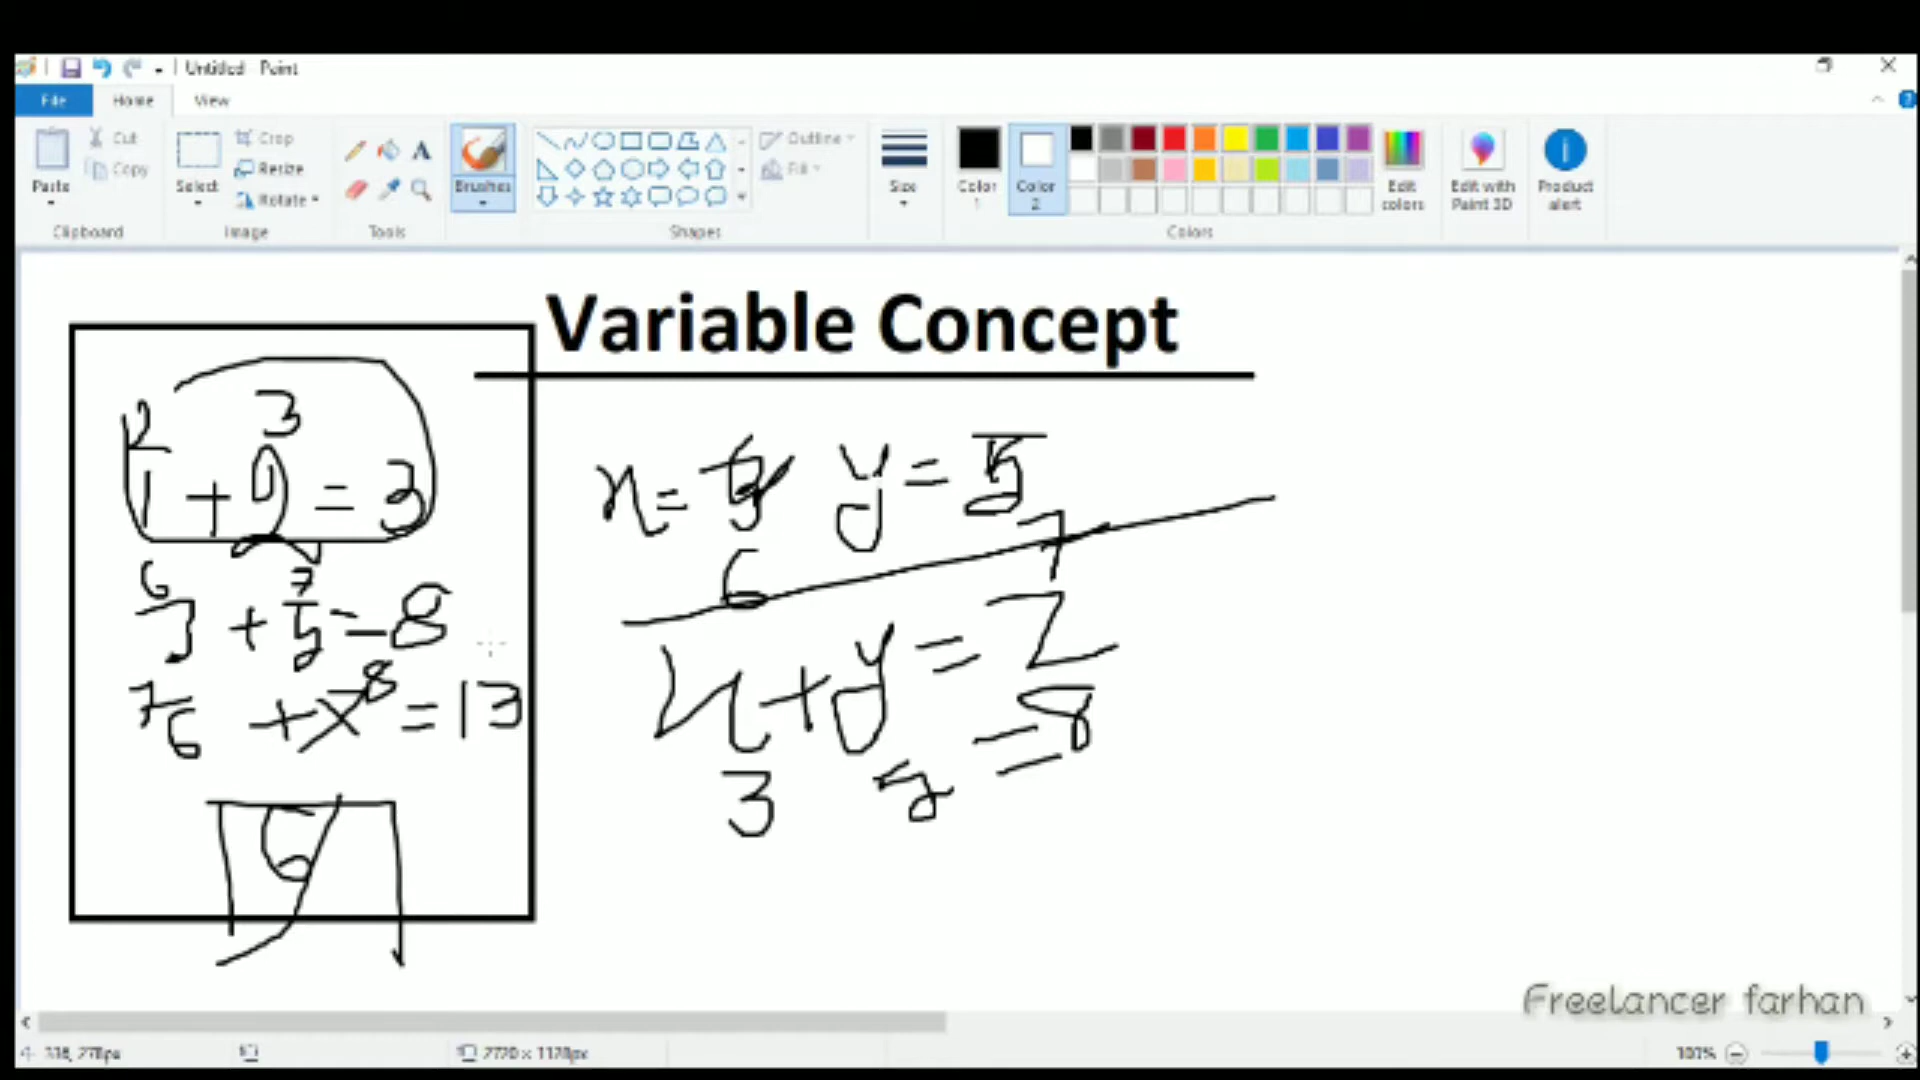 Untitled - Paint
File Home View
Cut
Copy
Paste
Clipboard
Crop
Resize
Rotate
Select
Image
Tools
Brushes
Shapes
Outline
Fill
Size
Color 1
Color 2
Colors
Edit colors
Edit with Paint 3D
Product alert
Variable Concept
2 3
1 + 2 = 3
6 7
3 + 5 = 8
7 6 + x 8 = 13
6
x = y = 5
6 7
x + y = Z
= 8
3 5
Freelancer farhan
2720 × 1128px
100%